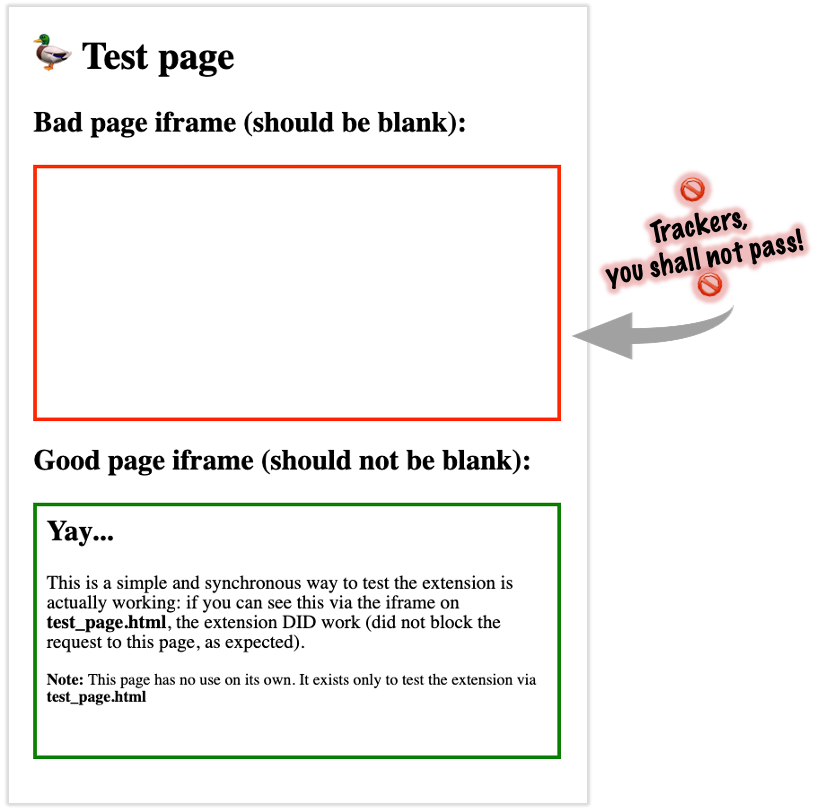 Test page
Bad page iframe (should be blank):
Trackers,
you shall not pass!
Good page iframe (should not be blank):
Yay...
This is a simple and synchronous way to test the extension is
actually working: if you can see this via the iframe on
test_page.html, the extension DID work (did not block the
request to this page, as expected).
Note: This page has no use on its own. It exists only to test the extension via
test_page.html